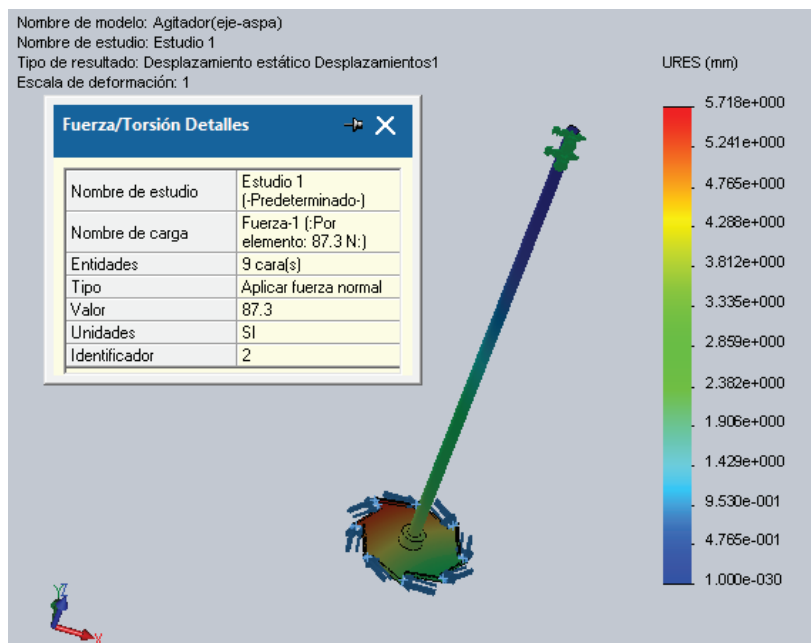 Nombre de modelo: Agitador(eje-aspa)
Nombre de estudio: Estudio 1
Tipo de resultado: Desplazamiento estático Desplazamientos1
Escala de deformación: 1
URES (mm)
Fuerza/Torsión Detalles
Nombre de estudio
Estudio 1
(-Predeterminado-)
Nombre de carga
Fuerza-1 (:Por
elemento: 87.3 N:)
Entidades
9 cara(s)
Tipo
Aplicar fuerza normal
Valor
87.3
Unidades
SI
Identificador
2
5.718e+000
5.241e+000
4.765e+000
4.288e+000
3.812e+000
3.335e+000
2.859e+000
2.382e+000
1.906e+000
1.429e+000
9.530e-001
4.765e-001
1.000e-030
Y
Z
X